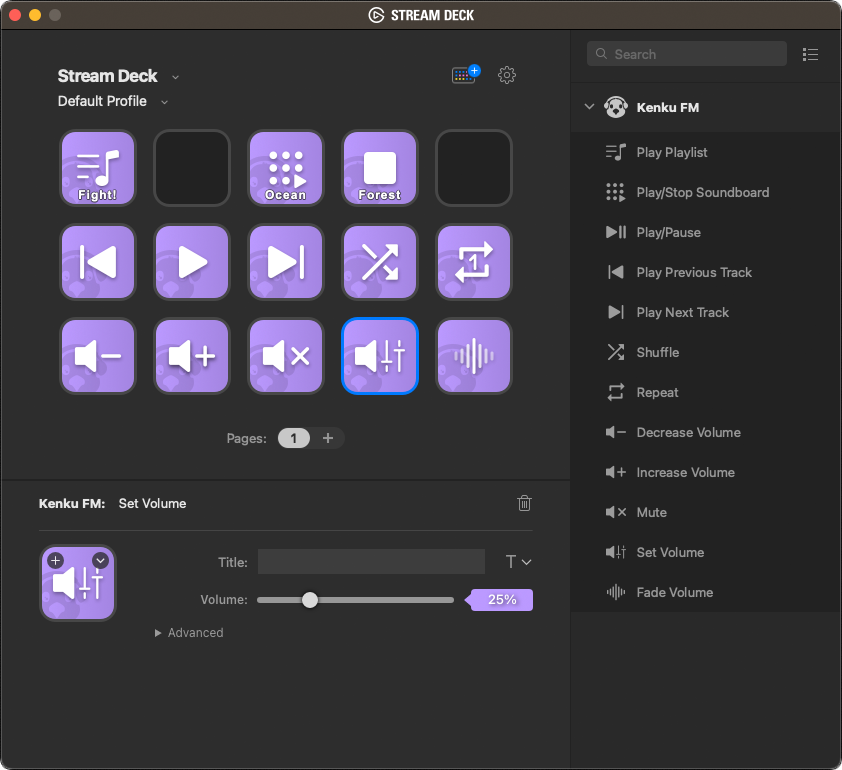 STREAM DECK
Stream Deck
Default Profile
Fight!
Ocean
Forest
1
Pages: 1 +
Kenku FM: Set Volume
Title: T
Volume: 25%
Advanced
Search
Kenku FM
Play Playlist
Play/Stop Soundboard
Play/Pause
Play Previous Track
Play Next Track
Shuffle
Repeat
Decrease Volume
Increase Volume
Mute
Set Volume
Fade Volume